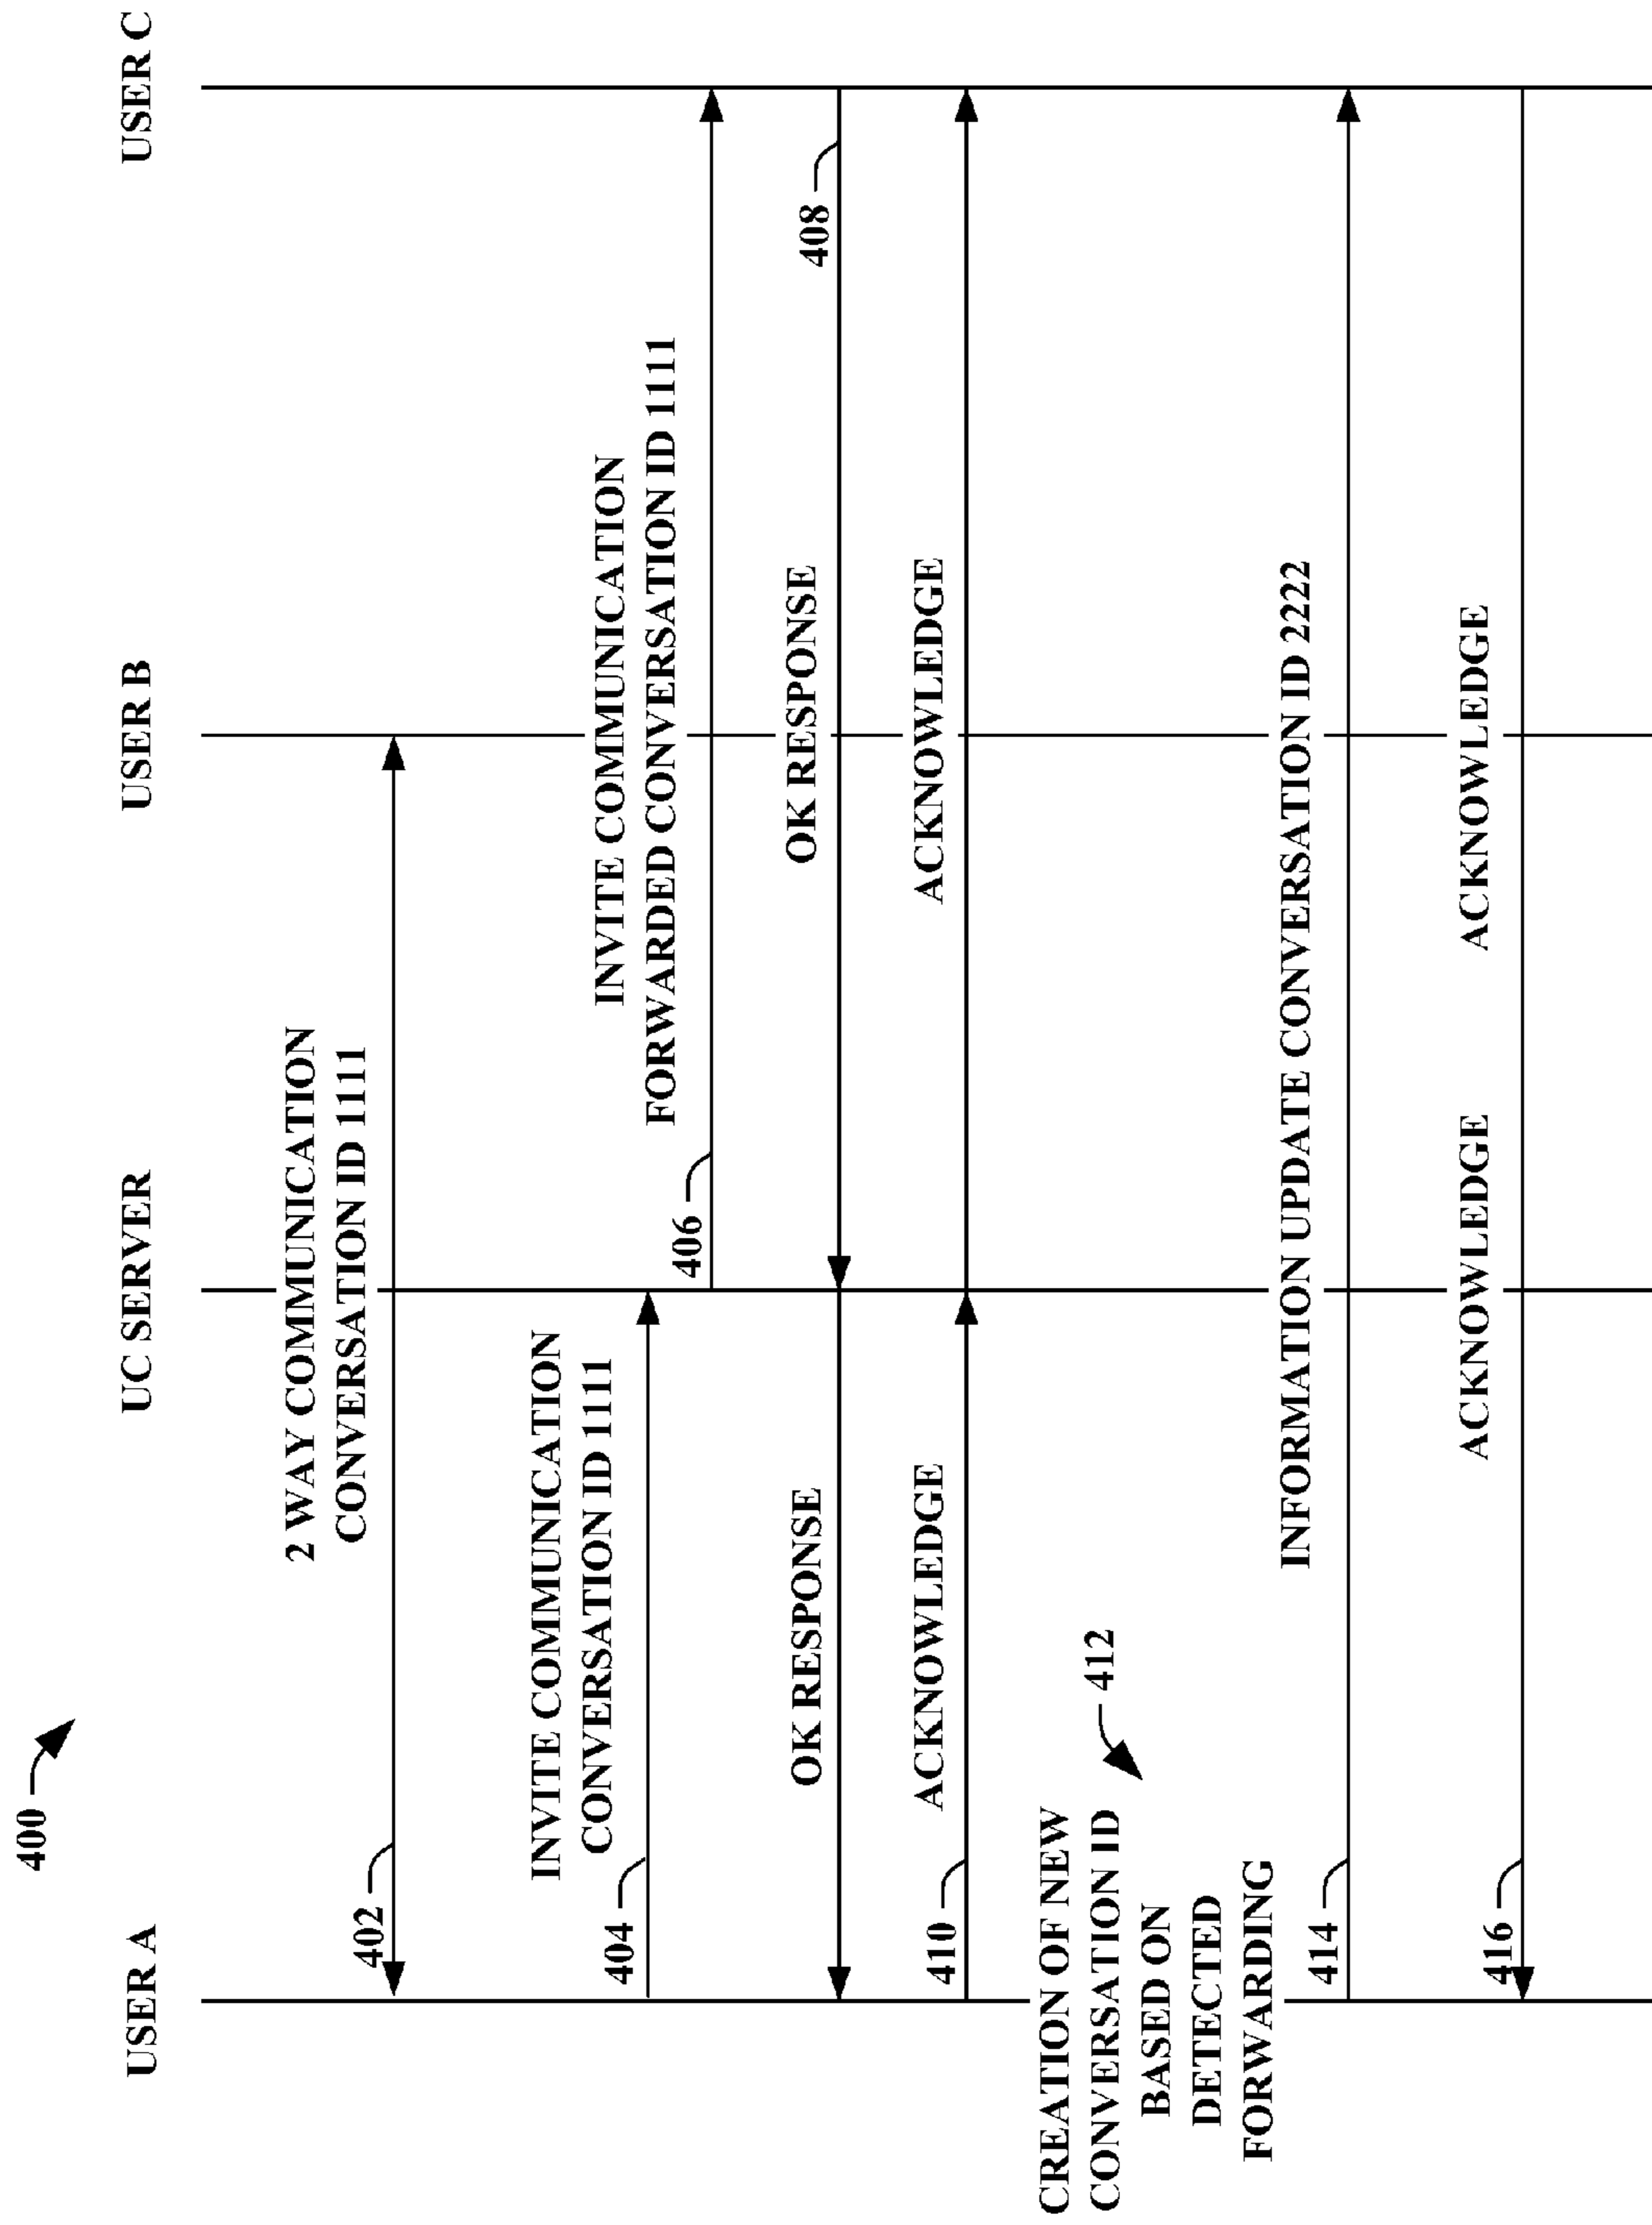 400
USER A
UC SERVER
USER B
USER C
2 WAY COMMUNICATION
CONVERSATION ID 1111
402
INVITE COMMUNICATION
CONVERSATION ID 1111
404
INVITE COMMUNICATION
FORWARDED CONVERSATION ID 1111
406
OK RESPONSE
OK RESPONSE
408
ACKNOWLEDGE
ACKNOWLEDGE
410
CREATION OF NEW
CONVERSATION ID
BASED ON
DETECTED
FORWARDING
412
INFORMATION UPDATE CONVERSATION ID 2222
414
ACKNOWLEDGE
ACKNOWLEDGE
416